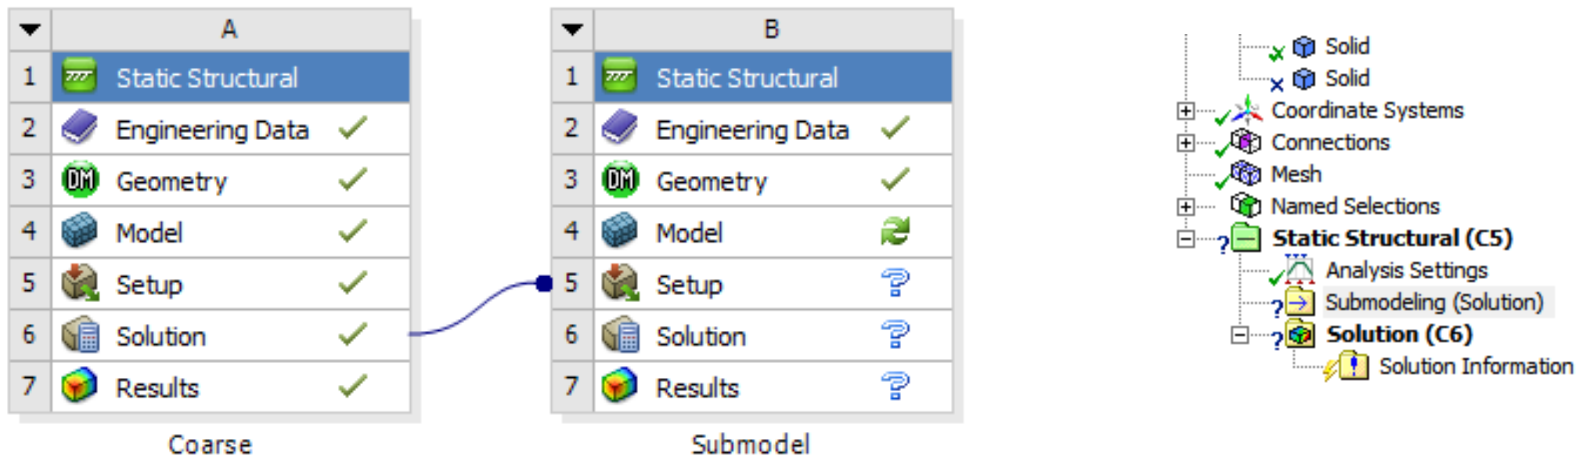 A
1 Static Structural
2 Engineering Data
3 DM Geometry
4 Model
5 Setup
6 Solution
7 Results
Coarse
B
1 Static Structural
2 Engineering Data ✓
3 DM Geometry
4 Model
5 Setup ?
6 Solution ?
7 Results ?
Submodel
Solid
Solid
Coordinate Systems
Connections
Mesh
Named Selections
? Static Structural (C5)
Analysis Settings
? Submodeling (Solution)
? Solution (C6)
! Solution Information